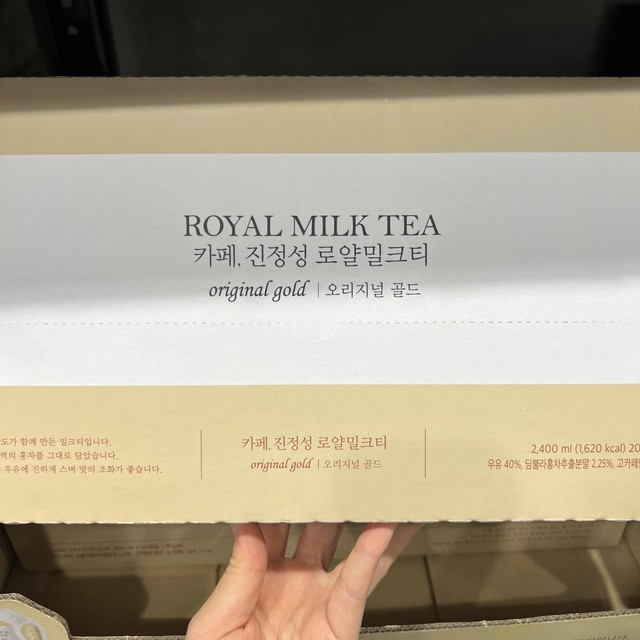 ROYAL MILK TEA
카페, 진정성 로얄밀크티
original gold | 오리지널 골드
도가 함께 만든 밀크티입니다.
역의 홍차를 그대로 담았습니다.
우유에 진하게 스며 맛의 조화가 좋습니다.
카페, 진정성 로얄밀크티
original gold | 오리지널 골드
2,400 ml (1,620 kcal) 20
우유 40%, 딤불라홍차추출분말 2.25%, 고카페